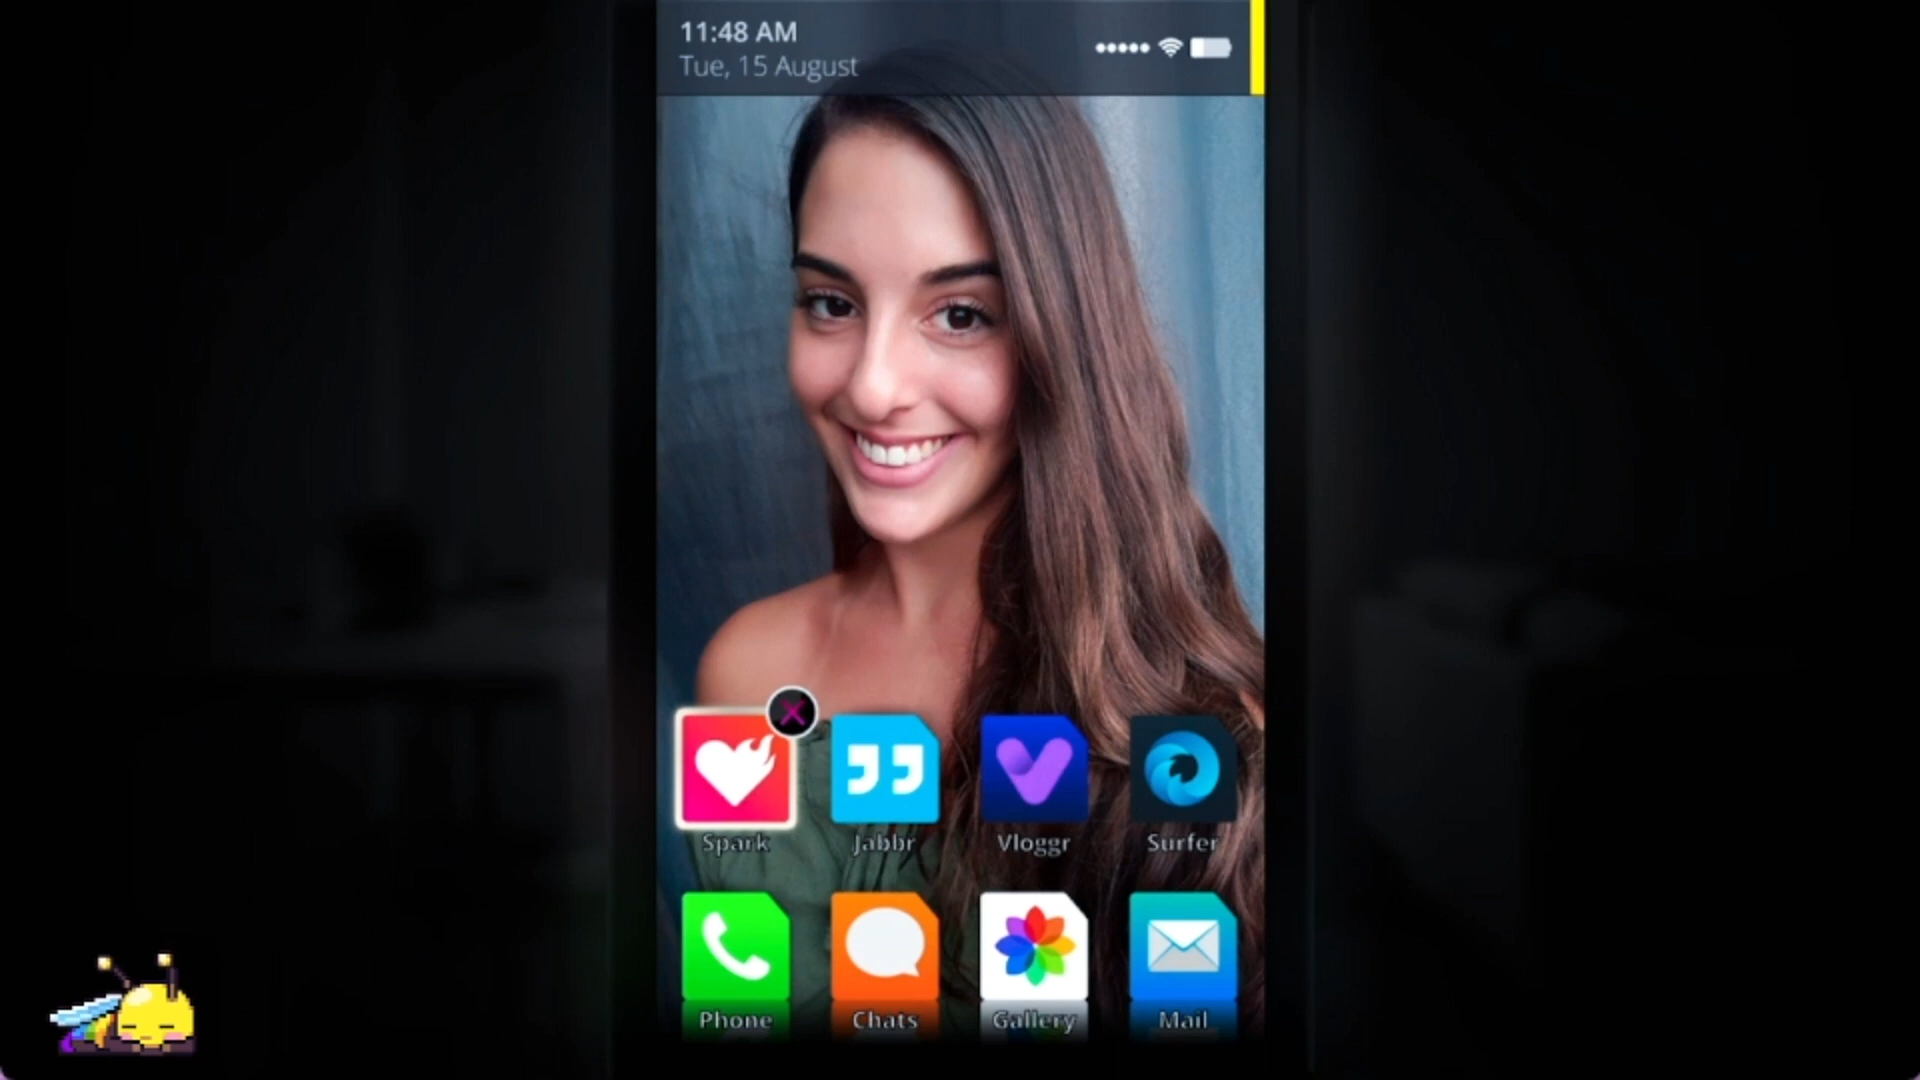 11:48 AM
Tue, 15 August
Spark
Jabbr
Vloggr
Surfer
Phone
Chats
Gallery
Mail